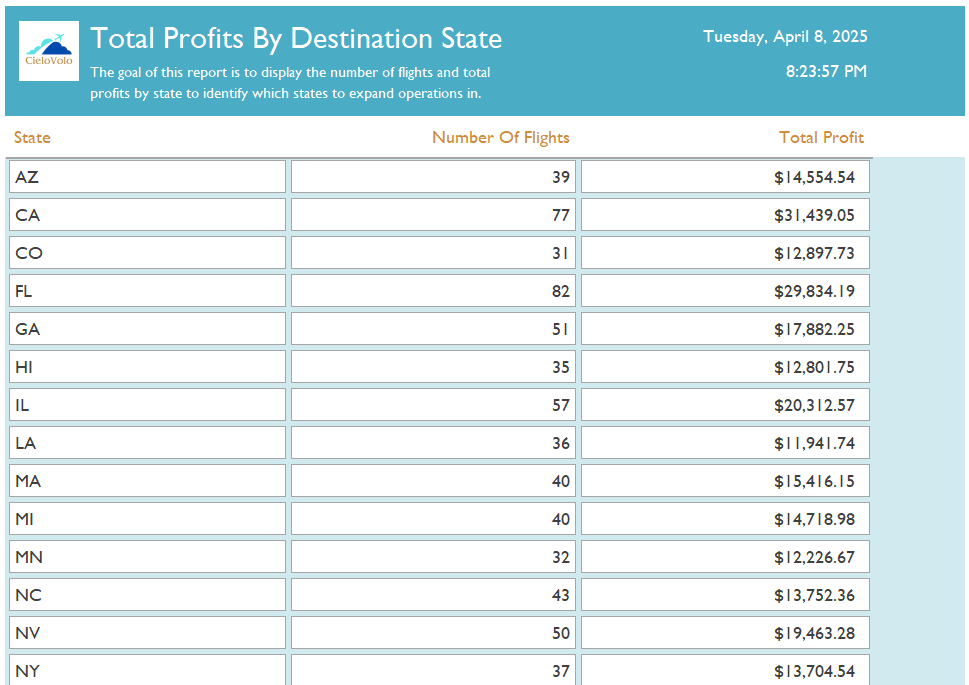 CieloVolo
Total Profits By Destination State
The goal of this report is to display the number of flights and total
profits by state to identify which states to expand operations in.
Tuesday, April 8, 2025
8:23:57 PM
State Number Of Flights Total Profit
AZ 39 $14,554.54
CA 77 $31,439.05
CO 31 $12,897.73
FL 82 $29,834.19
GA 51 $17,882.25
HI 35 $12,801.75
IL 57 $20,312.57
LA 36 $11,941.74
MA 40 $15,416.15
MI 40 $14,718.98
MN 32 $12,226.67
NC 43 $13,752.36
NV 50 $19,463.28
NY 37 $13,704.54